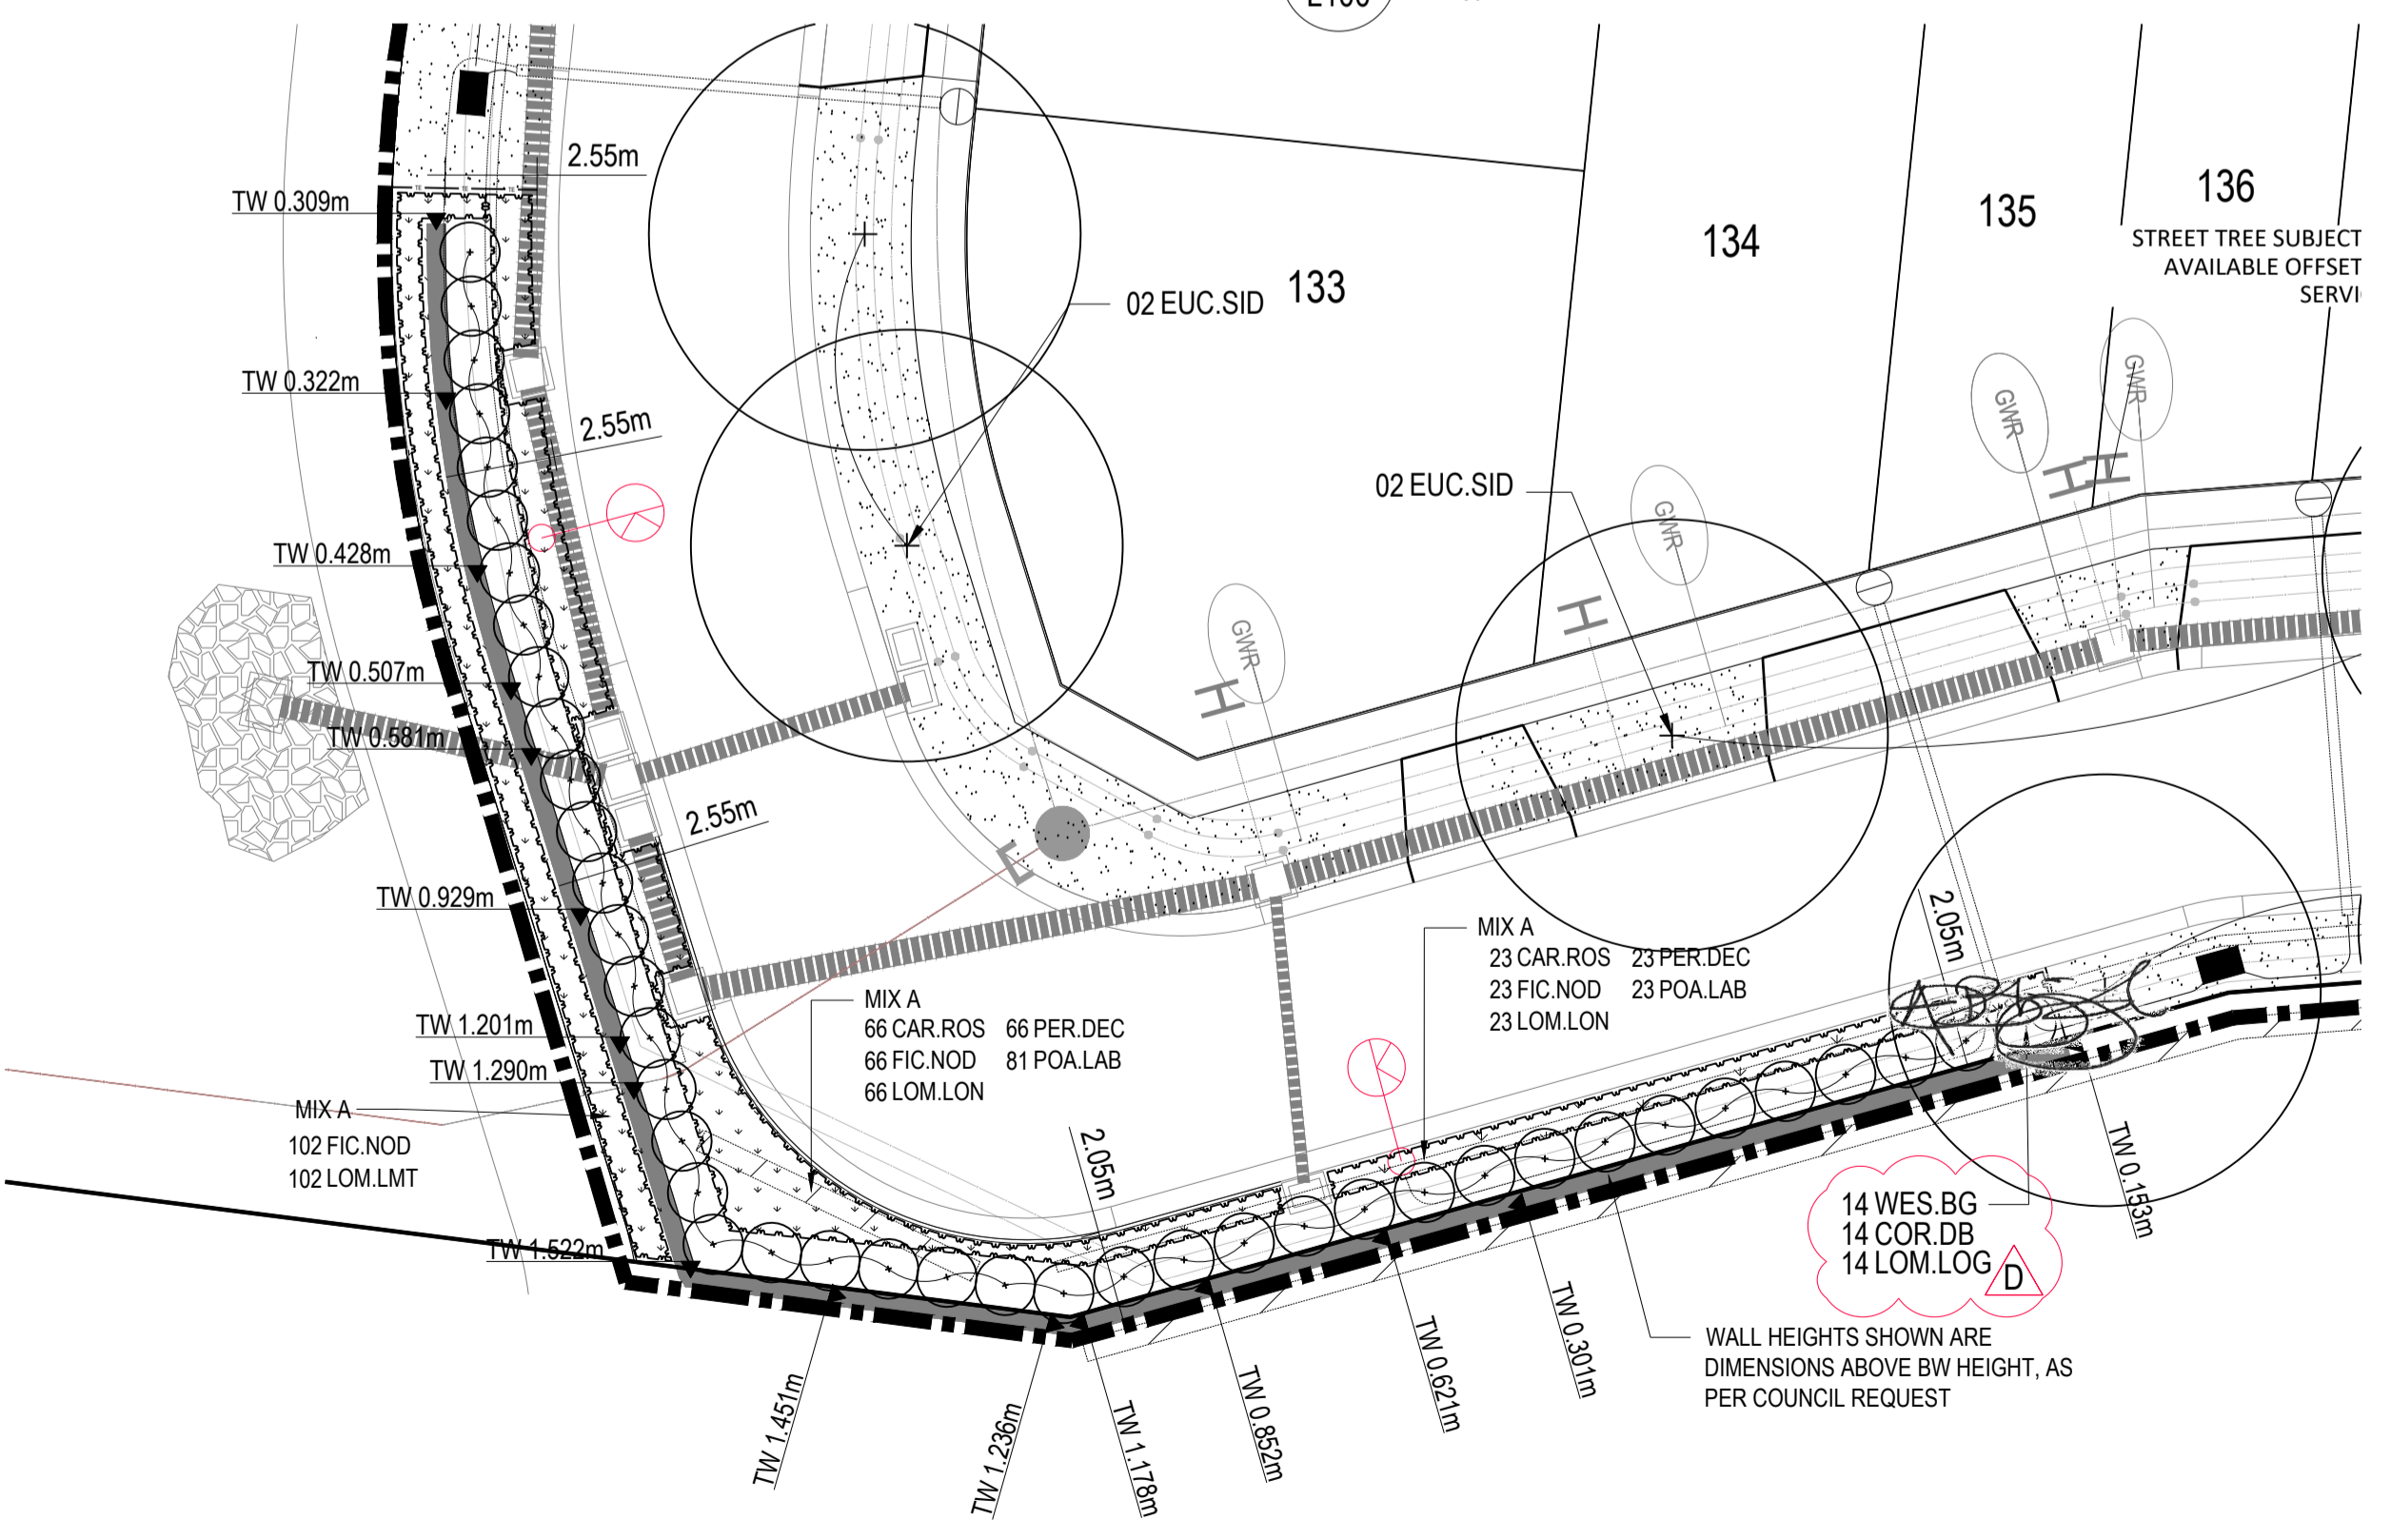 2.55m
TW 0.309m
136
135
134
133
STREET TREE SUBJECT
AVAILABLE OFFSET
02 EUC.SID
TW 0.322m
2.55m
GWR
GWR
02 EUC.SID
GWR
H
H
TW 0.428m
H
GWR
TW 0.507m
H
TW 0.581m
2.55m
E
TW 0.929m
2.05m
MIX A
23 CAR.ROS 23 PER.DEC
23 FIC.NOD 23 POA.LAB
23 LOM.LON
MIX A
66 CAR.ROS 66 PER.DEC
66 FIC.NOD 81 POA.LAB
66 LOM.LON
TW 1.201m
TW 1.290m
MIX A
102 FIC.NOD
102 LOM.LMT
2.05m
TW 0.153m
14 WES.BG
14 COR.DB
14 LOM.LOG
D
TW 1.522m
TW 1.451m
TW 1.236m
TW 1.178m
TW 0.852m
TW 0.621m
TW 0.301m
WALL HEIGHTS SHOWN ARE
DIMENSIONS ABOVE BW HEIGHT, AS
PER COUNCIL REQUEST